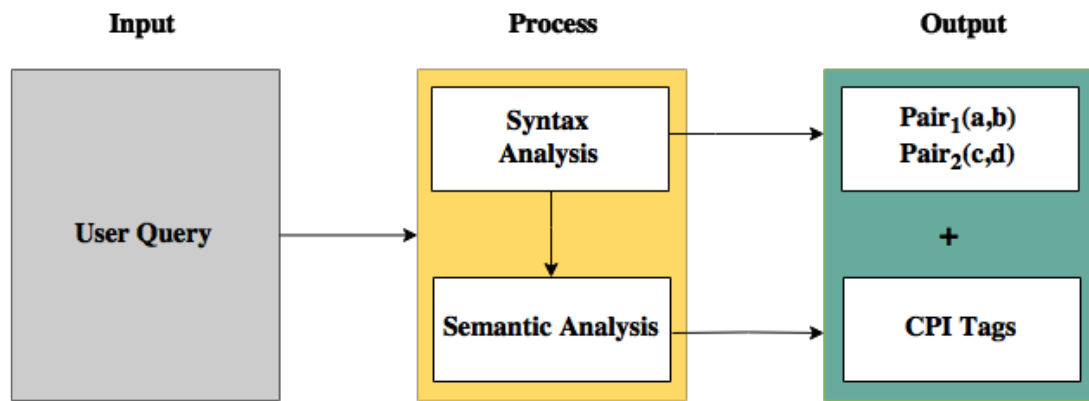 Input
Process
Output
User Query
Syntax
Analysis
Semantic Analysis
Pair₁(a,b)
Pair₂(c,d)
+
CPI Tags